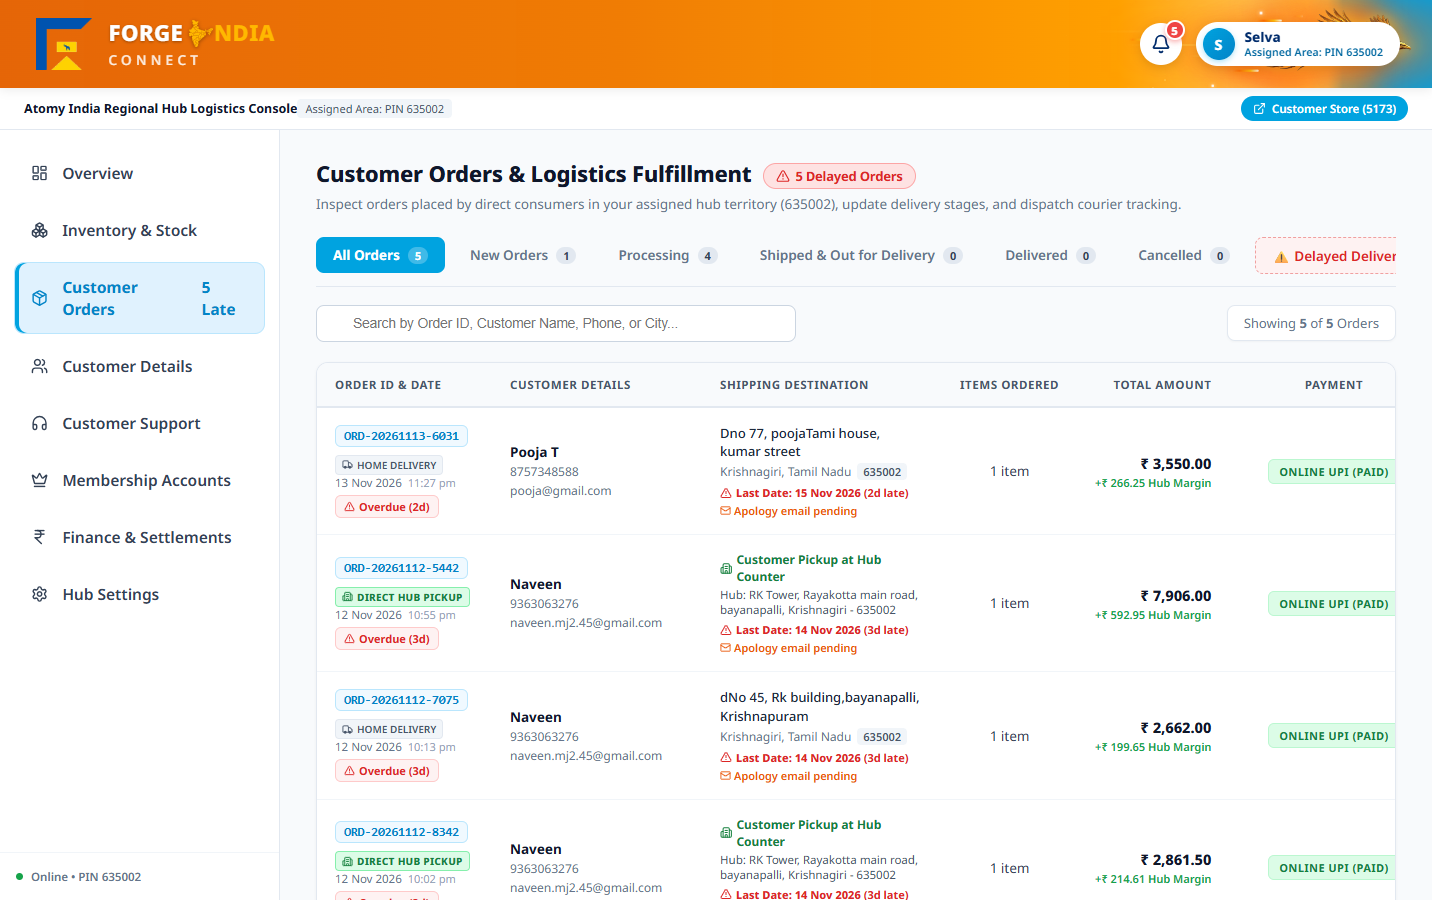 FORGE INDIA
CONNECT
5
S
Selva
Assigned Area: PIN 635002
Atomy India Regional Hub Logistics Console
Assigned Area: PIN 635002
Customer Store (5173)
Overview
Inventory & Stock
Customer Orders
5 Late
Customer Details
Customer Support
Membership Accounts
Finance & Settlements
Hub Settings
Online • PIN 635002
Customer Orders & Logistics Fulfillment
5 Delayed Orders
Inspect orders placed by direct consumers in your assigned hub territory (635002), update delivery stages, and dispatch courier tracking.
All Orders 5
New Orders 1
Processing 4
Shipped & Out for Delivery 0
Delivered 0
Cancelled 0
Delayed Deliver
Search by Order ID, Customer Name, Phone, or City...
Showing 5 of 5 Orders
ORDER ID & DATE
CUSTOMER DETAILS
SHIPPING DESTINATION
ITEMS ORDERED
TOTAL AMOUNT
PAYMENT
ORD-20261113-6031
HOME DELIVERY
13 Nov 2026 11:27 pm
Overdue (2d)
Pooja T
8757348588
pooja@gmail.com
Dno 77, poojaTami house,
kumar street
Krishnagiri, Tamil Nadu 635002
Last Date: 15 Nov 2026 (2d late)
Apology email pending
1 item
₹ 3,550.00
+₹ 266.25 Hub Margin
ONLINE UPI (PAID)
ORD-20261112-5442
DIRECT HUB PICKUP
12 Nov 2026 10:55 pm
Overdue (3d)
Naveen
9363063276
naveen.mj2.45@gmail.com
Customer Pickup at Hub
Counter
Hub: RK Tower, Rayakotta main road,
bayanapalli, Krishnagiri - 635002
Last Date: 14 Nov 2026 (3d late)
Apology email pending
1 item
₹ 7,906.00
+₹ 592.95 Hub Margin
ONLINE UPI (PAID)
ORD-20261112-7075
HOME DELIVERY
12 Nov 2026 10:13 pm
Overdue (3d)
Naveen
9363063276
naveen.mj2.45@gmail.com
dNo 45, Rk building,bayanapalli,
Krishnapuram
Krishnagiri, Tamil Nadu 635002
Last Date: 14 Nov 2026 (3d late)
Apology email pending
1 item
₹ 2,662.00
+₹ 199.65 Hub Margin
ONLINE UPI (PAID)
ORD-20261112-8342
DIRECT HUB PICKUP
12 Nov 2026 10:02 pm
Naveen
9363063276
naveen.mj2.45@gmail.com
Customer Pickup at Hub
Counter
Hub: RK Tower, Rayakotta main road,
bayanapalli, Krishnagiri - 635002
Last Date: 14 Nov 2026 (3d late)
1 item
₹ 2,861.50
+₹ 214.61 Hub Margin
ONLINE UPI (PAID)